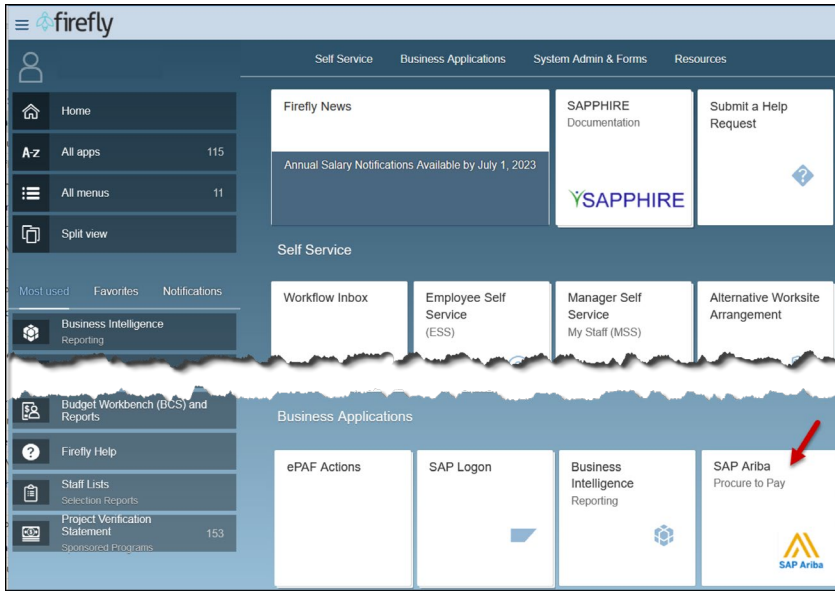 firefly
Self Service Business Applications System Admin & Forms Resources
Home
A-z All apps 115
All menus 11
Split view
Most used Favorites Notifications
Business Intelligence
Reporting
Budget Workbench (BCS) and
Reports
Firefly Help
Staff Lists
Selection Reports
Project Verification
Statement 153
Sponsored Programs
Firefly News
Annual Salary Notifications Available by July 1, 2023
SAPPHIRE
Documentation
SAPPHIRE
Submit a Help
Request
Self Service
Workflow Inbox
Employee Self
Service
(ESS)
Manager Self
Service
My Staff (MSS)
Alternative Worksite
Arrangement
Business Applications
ePAF Actions
SAP Logon
Business
Intelligence
Reporting
SAP Ariba
Procure to Pay
SAP Ariba